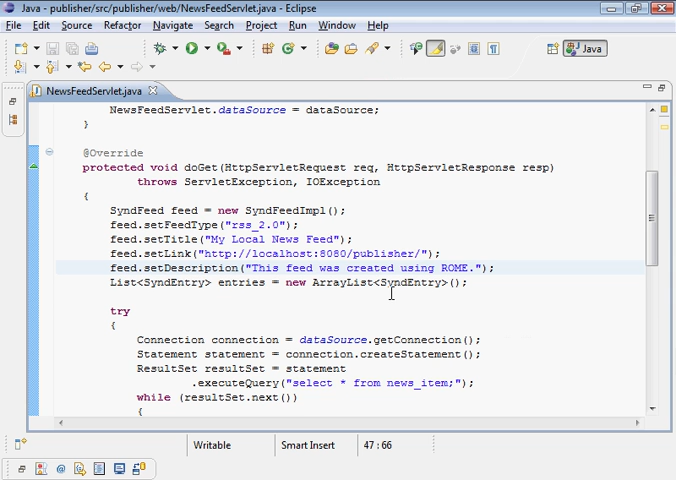 Java - publisher/src/publisher/web/NewsFeedServlet.java - Eclipse
File Edit Source Refactor Navigate Search Project Run Window Help
Java
NewsFeedServlet.java
NewsFeedServlet.dataSource = dataSource;
}
@Override
protected void doGet(HttpServletRequest req, HttpServletResponse resp)
throws ServletException, IOException
{
SyndFeed feed = new SyndFeedImpl();
feed.setFeedType("rss_2.0");
feed.setTitle("My Local News Feed");
feed.setLink("http://localhost:8080/publisher/");
feed.setDescription("This feed was created using ROME.");
List<SyndEntry> entries = new ArrayList<SyndEntry>();
try
{
Connection connection = dataSource.getConnection();
Statement statement = connection.createStatement();
ResultSet resultSet = statement
.executeQuery("select * from news_item;");
while (resultSet.next())
{
Writable Smart Insert 47 : 66